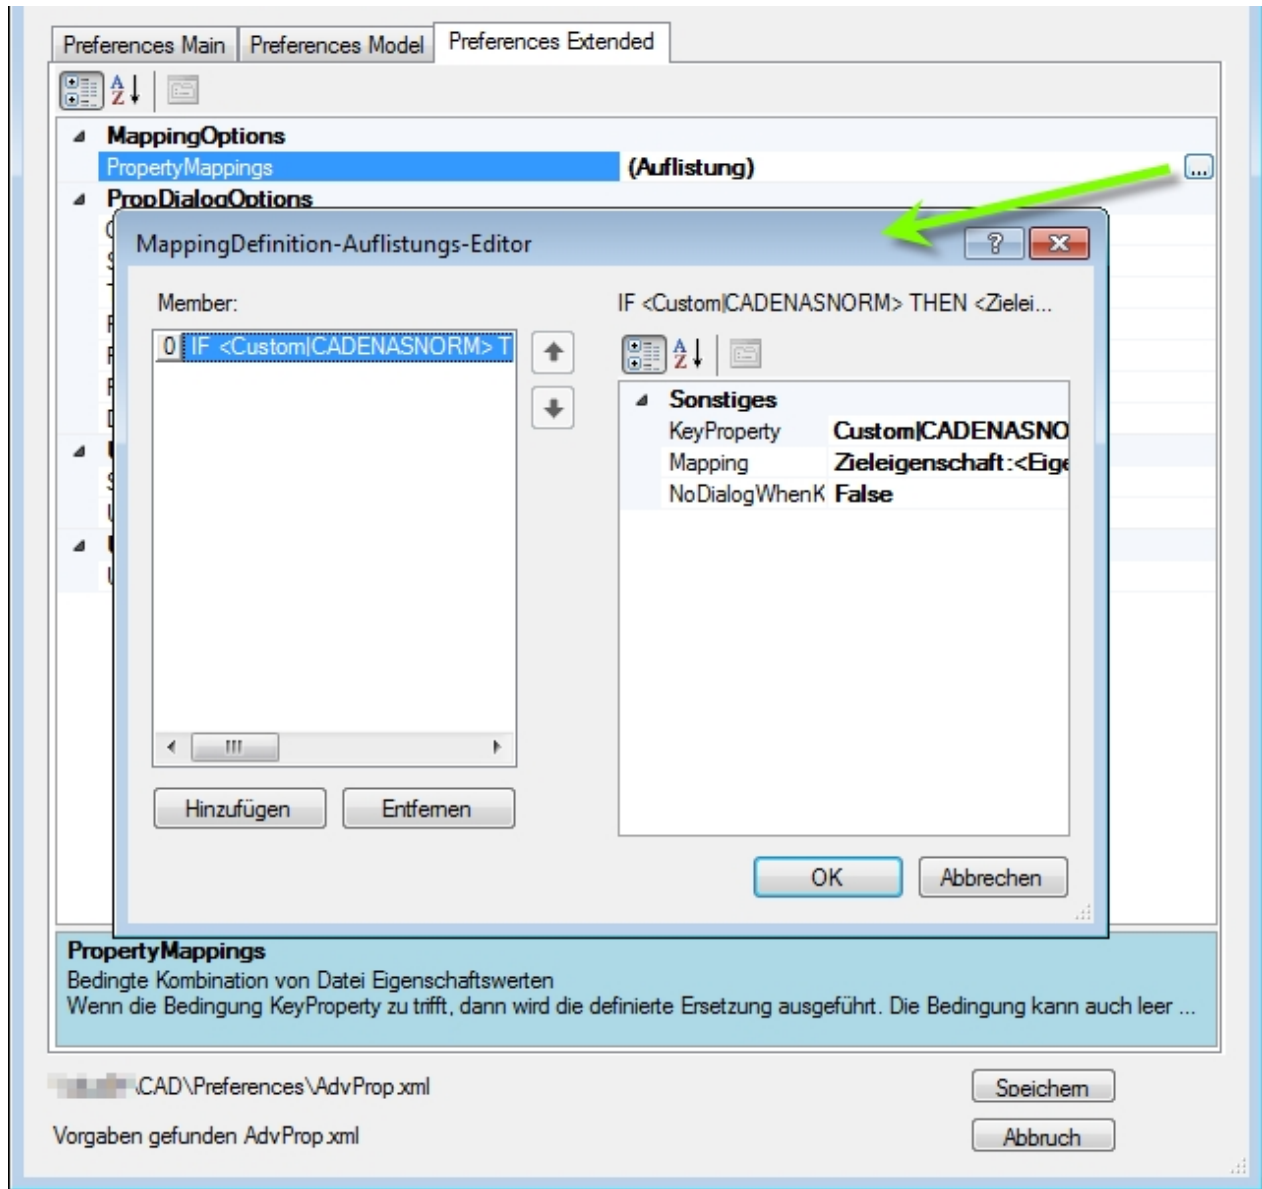 Preferences Main Preferences Model Preferences Extended
MappingOptions
PropertyMappings (Auflistung) ...
PropDialogOptions
MappingDefinition-Auflistungs-Editor
Member: IF <Custom|CADENASNORM> THEN <Zielei...
0 IF <Custom|CADENASNORM> T
Sonstiges
KeyProperty Custom|CADENASNO
Mapping Zieleigenschaft:<Eige
NoDialogWhenK False
Hinzufügen Entfernen
OK Abbrechen
PropertyMappings
Bedingte Kombination von Datei Eigenschaftswerten
Wenn die Bedingung KeyProperty zu trifft, dann wird die definierte Ersetzung ausgeführt. Die Bedingung kann auch leer ...
\CAD\Preferences\AdvProp.xml Speichern
Vorgaben gefunden AdvProp.xml Abbruch